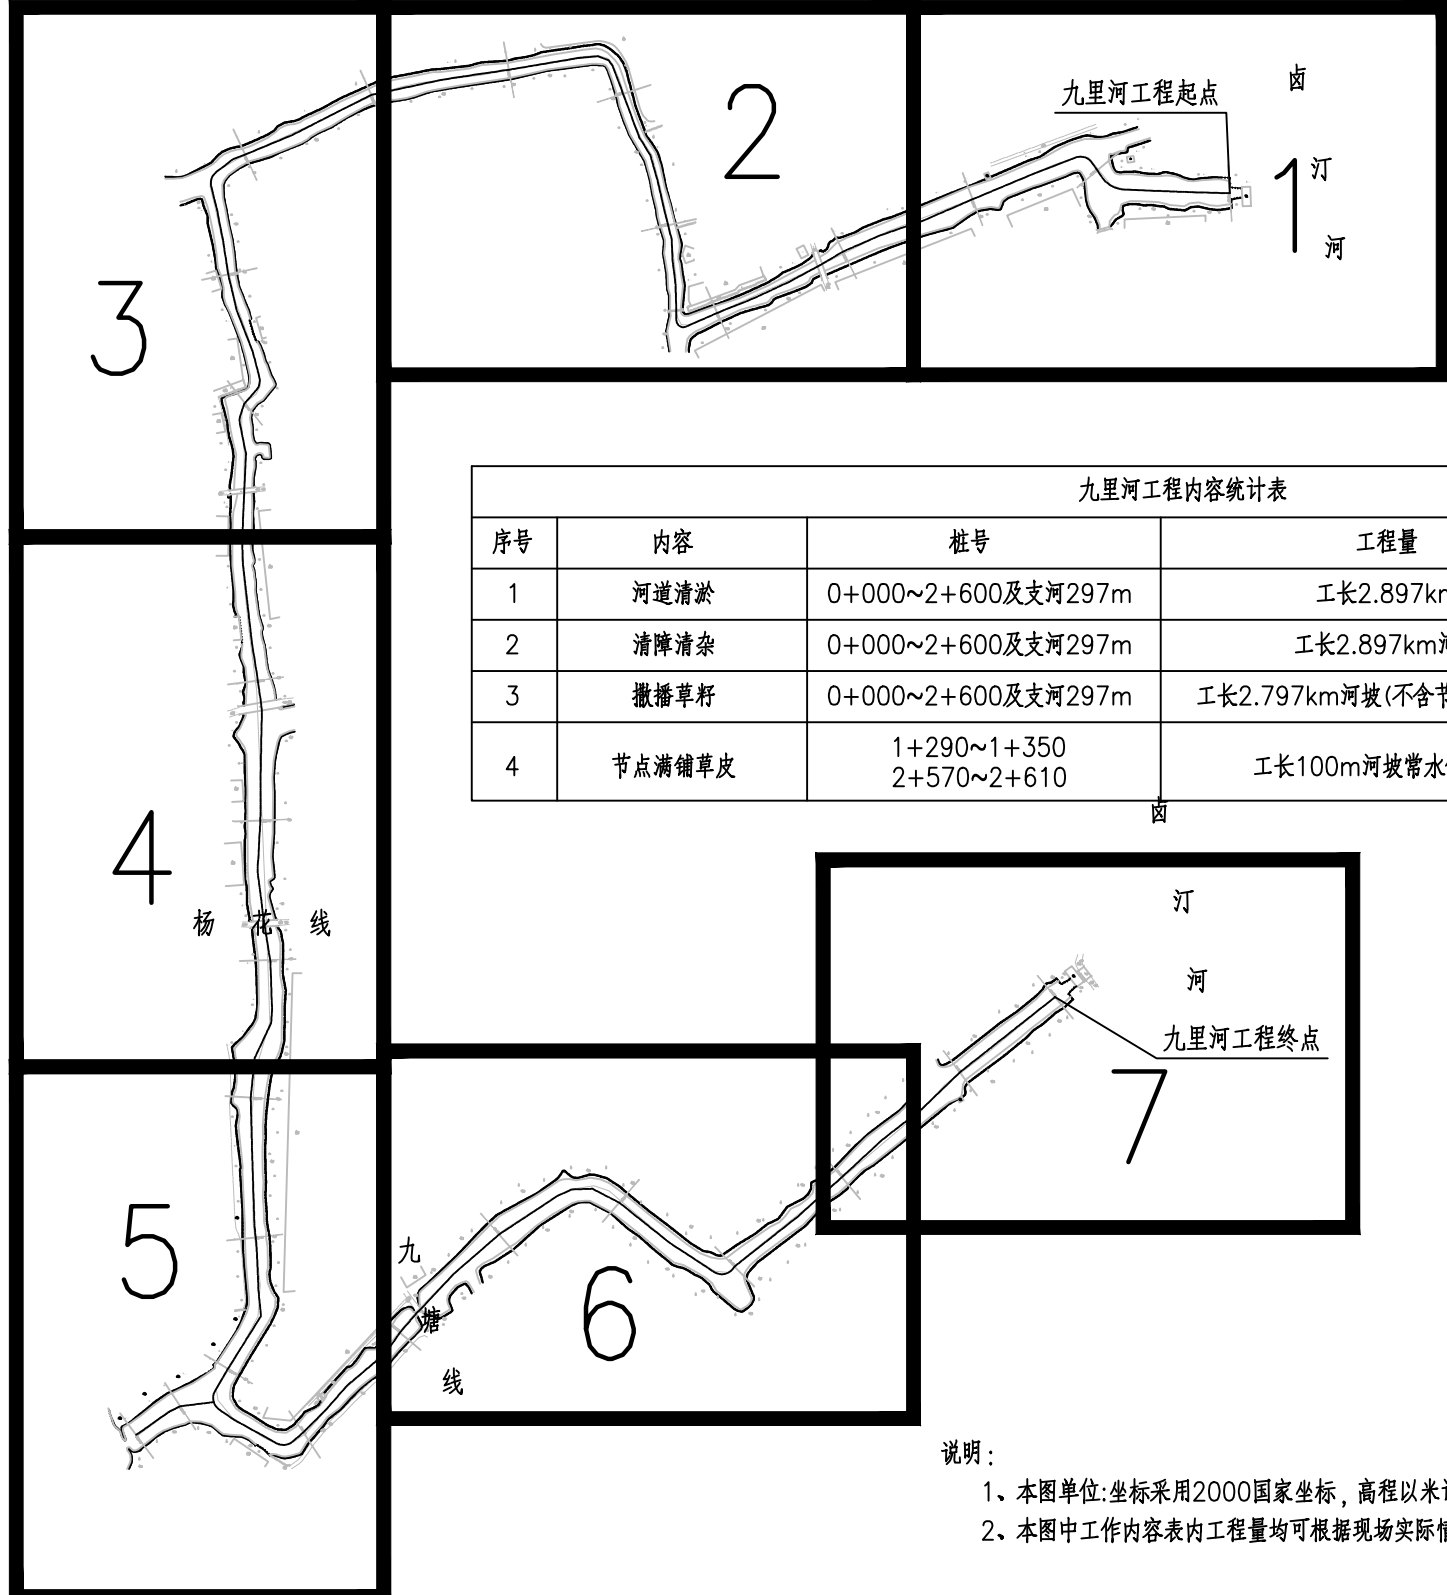 卤
九里河工程起点
2
1
汀
河
3
九里河工程内容统计表
序号 内容 桩号 工程量
1 河道清淤 0+000~2+600及支河297m 工长2.897k
2 清障清杂 0+000~2+600及支河297m 工长2.897km
3 撒播草籽 0+000~2+600及支河297m 工长2.797km河坡(不含
4 节点满铺草皮 1+290~1+350 工长100m河坡常水
2+570~2+610
卤
4
汀
杨 花 线
河
九里河工程终点
7
5
九
6
塘
线
说明:
1、本图单位:坐标采用2000国家坐标,高程以米
2、本图中工作内容表内工程量均可根据现场实际